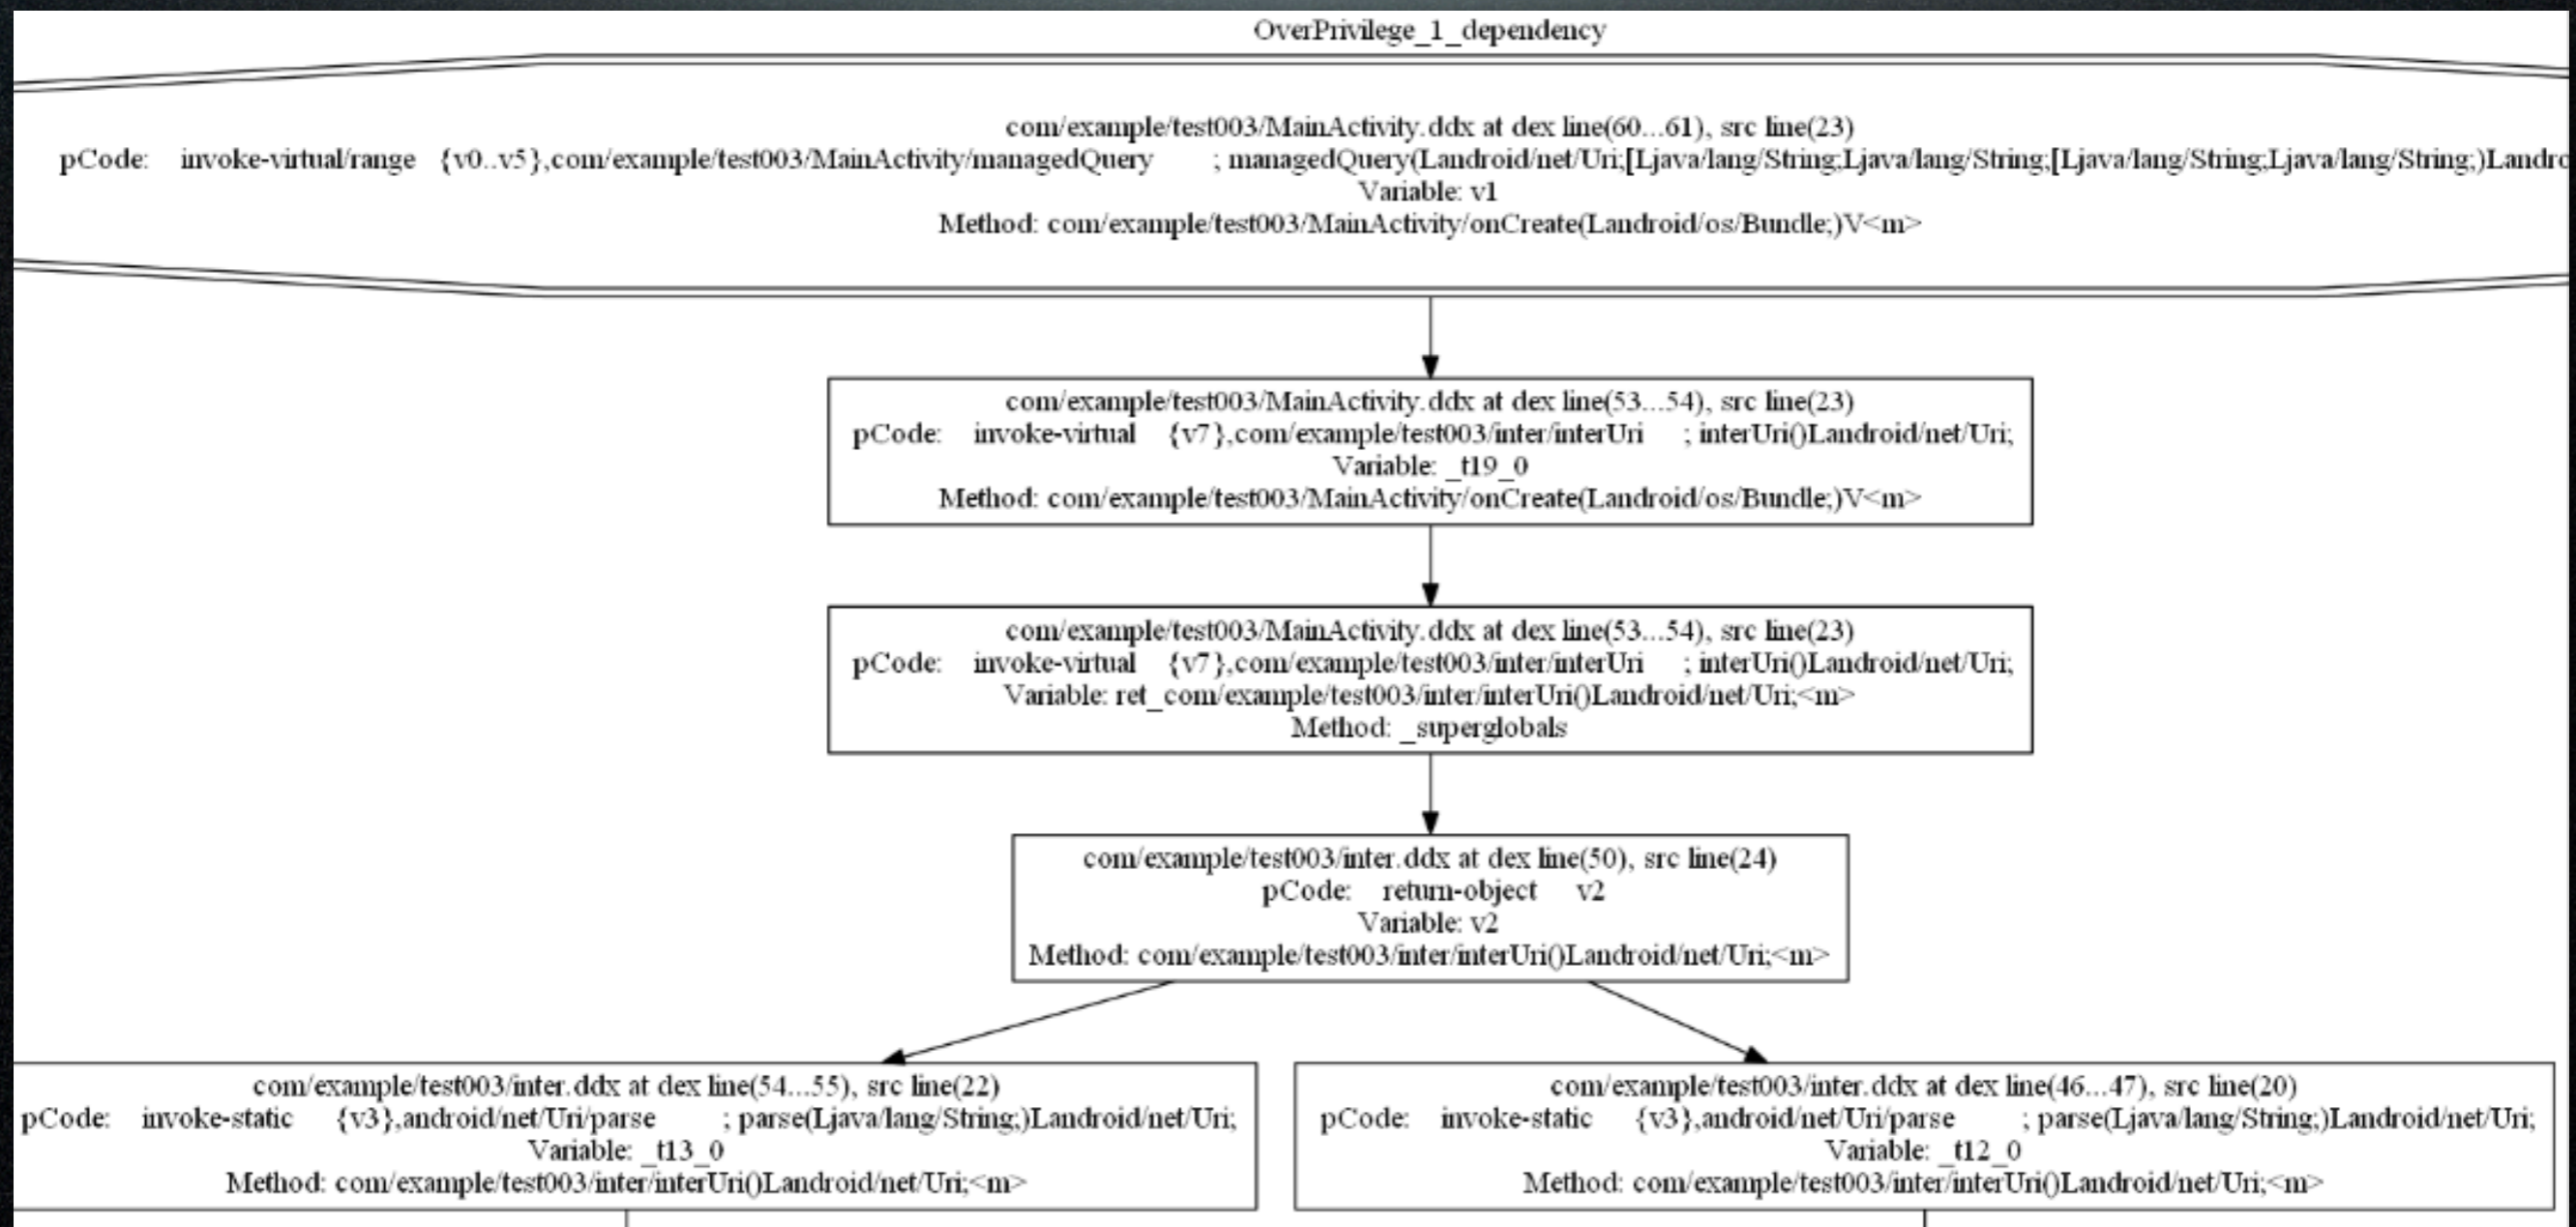 OverPrivilege_1_dependency
com/example/test003/MainActivity.ddx at dex line(60...61), src line(23)
pCode: invoke-virtual/range {v0..v5},com/example/test003/MainActivity/managedQuery ; managedQuery(Landroid/net/Uri;[Ljava/lang/String;Ljava/lang/String;[Ljava/lang/String;Ljava/lang/String;)Landro
Variable: v1
Method: com/example/test003/MainActivity/onCreate(Landroid/os/Bundle;)V<m>
com/example/test003/MainActivity.ddx at dex line(53...54), src line(23)
pCode: invoke-virtual {v7},com/example/test003/inter/interUri ; interUri()Landroid/net/Uri;
Variable: _t19_0
Method: com/example/test003/MainActivity/onCreate(Landroid/os/Bundle;)V<m>
com/example/test003/MainActivity.ddx at dex line(53...54), src line(23)
pCode: invoke-virtual {v7},com/example/test003/inter/interUri ; interUri()Landroid/net/Uri;
Variable: ret_com/example/test003/inter/interUri()Landroid/net/Uri;<m>
Method: _superglobals
com/example/test003/inter.ddx at dex line(50), src line(24)
pCode: return-object v2
Variable: v2
Method: com/example/test003/inter/interUri()Landroid/net/Uri;<m>
com/example/test003/inter.ddx at dex line(54...55), src line(22)
pCode: invoke-static {v3},android/net/Uri/parse ; parse(Ljava/lang/String;)Landroid/net/Uri;
Variable: _t13_0
Method: com/example/test003/inter/interUri()Landroid/net/Uri;<m>
com/example/test003/inter.ddx at dex line(46...47), src line(20)
pCode: invoke-static {v3},android/net/Uri/parse ; parse(Ljava/lang/String;)Landroid/net/Uri;
Variable: _t12_0
Method: com/example/test003/inter/interUri()Landroid/net/Uri;<m>